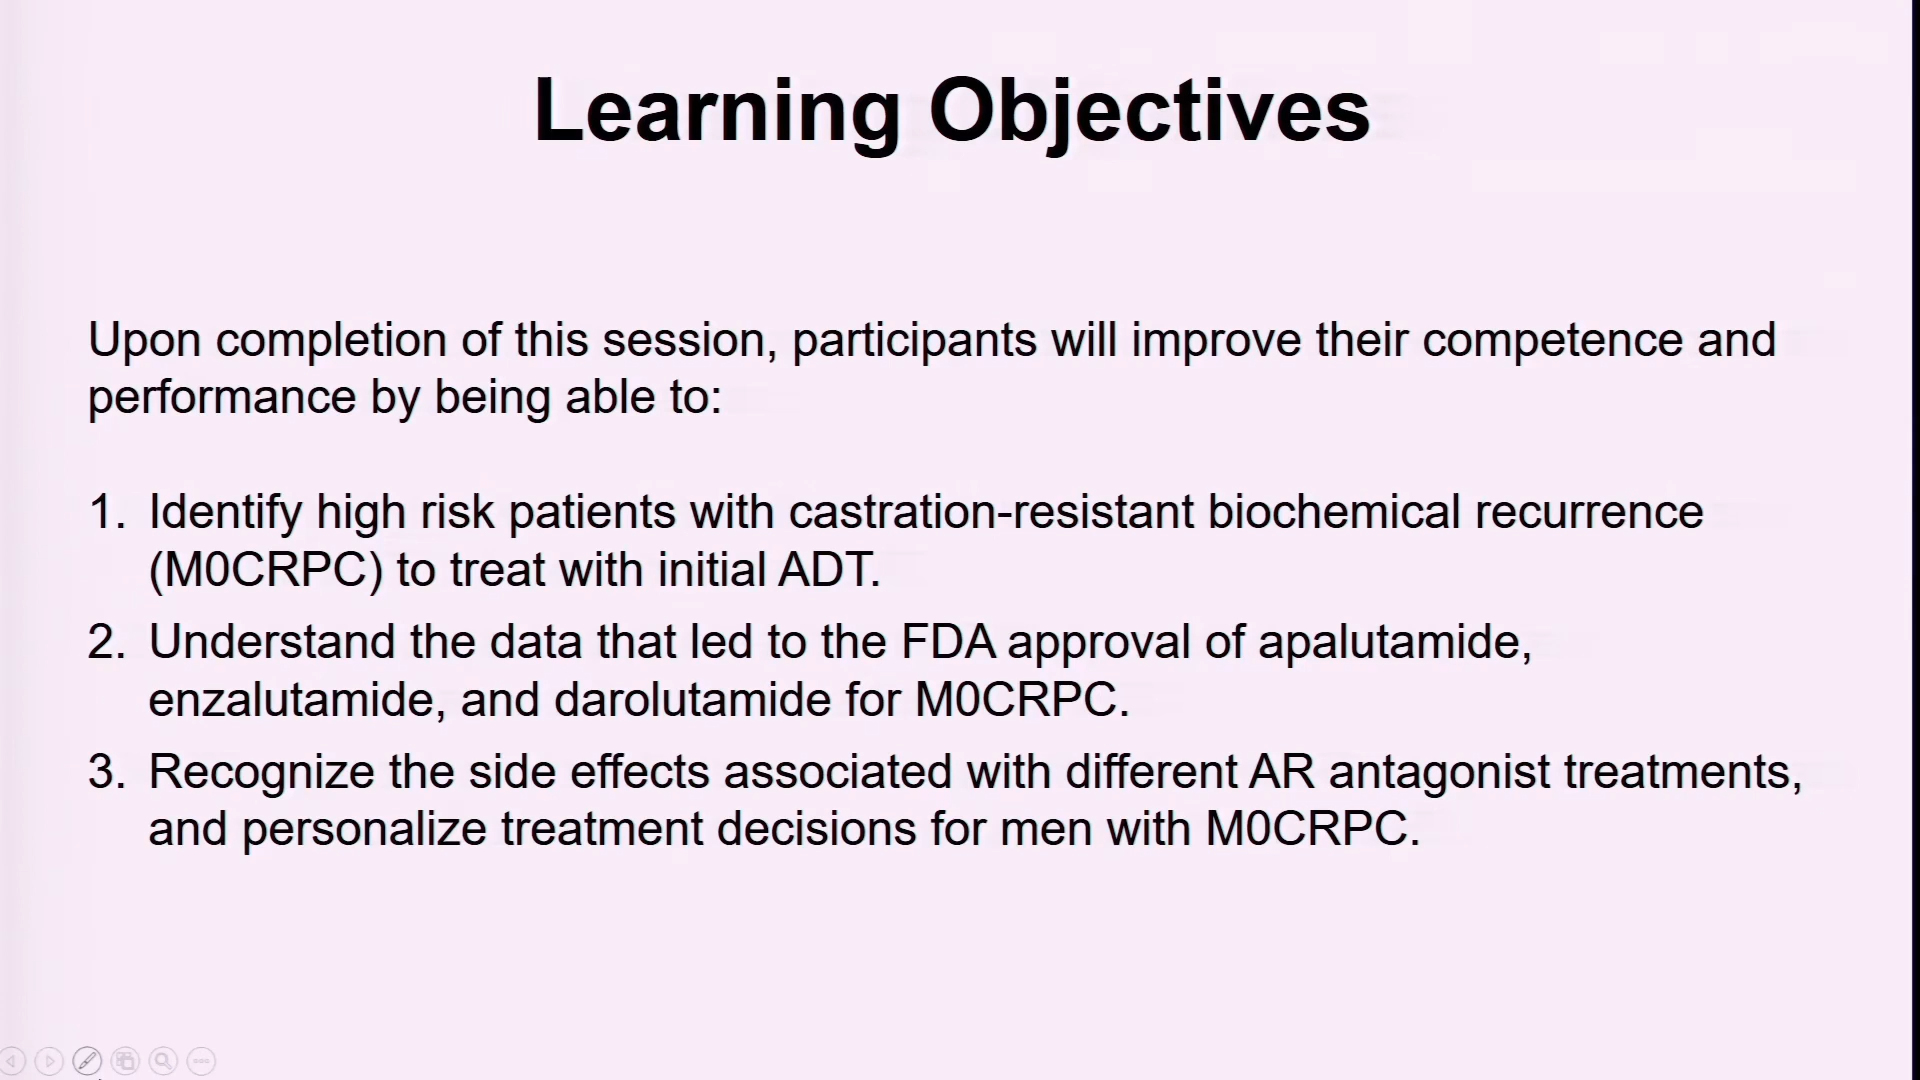 Learning Objectives
Upon completion of this session, participants will improve their competence and
performance by being able to:
1. Identify high risk patients with castration-resistant biochemical recurrence
(M0CRPC) to treat with initial ADT.
2. Understand the data that led to the FDA approval of apalutamide,
enzalutamide, and darolutamide for M0CRPC.
3. Recognize the side effects associated with different AR antagonist treatments,
and personalize treatment decisions for men with M0CRPC.